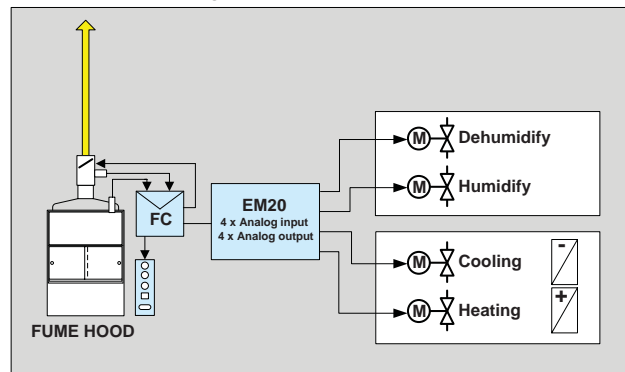 FC
EM20
4 x Analog input
4 x Analog output
M
Dehumidify
M
Humidify
M
Cooling
-
M
Heating
+
FUME HOOD